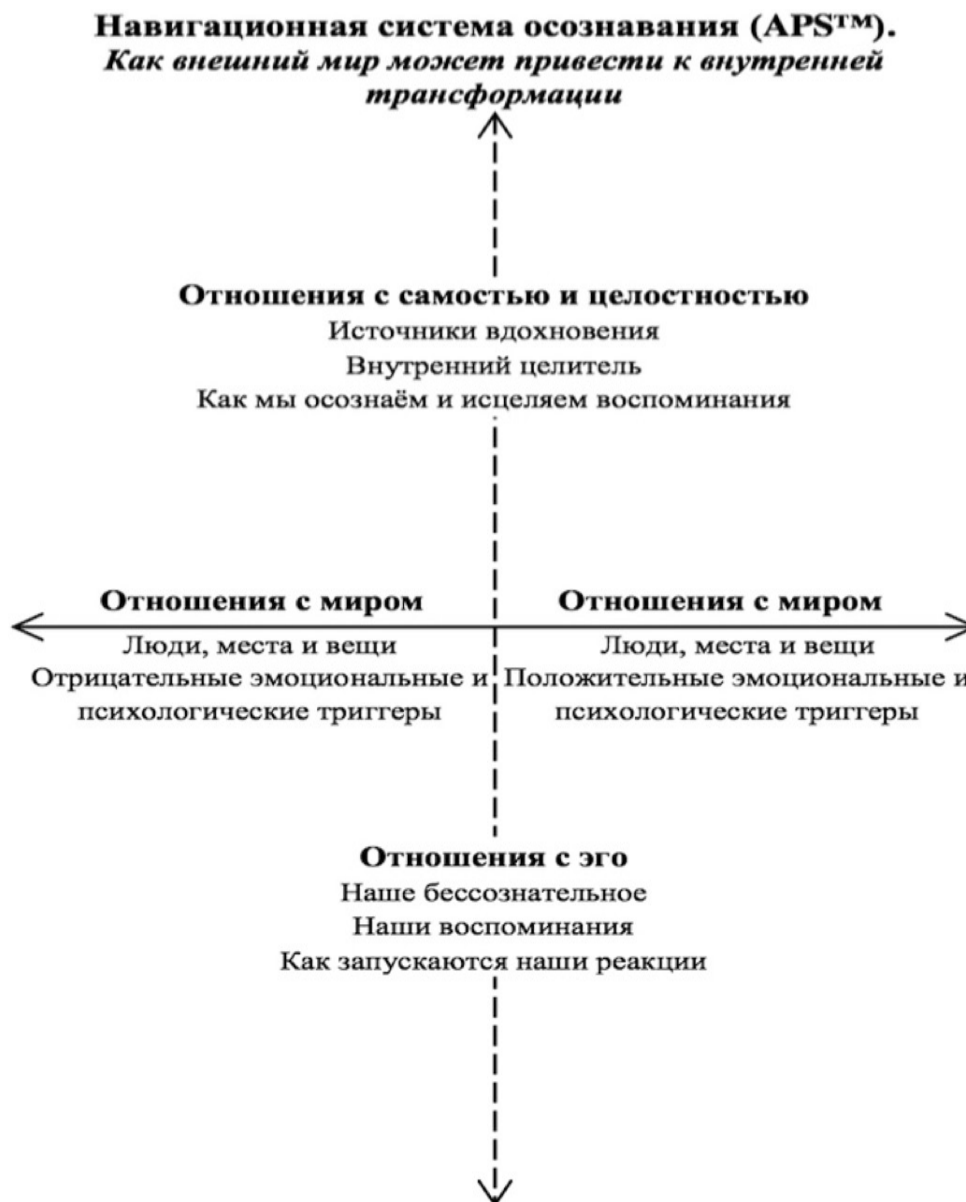 Навигационная система осознавания (APS™).
Как внешний мир может привести к внутренней
трансформации
Отношения с самостью и целостностью
Источники вдохновения
Внутренний целитель
Как мы осознаём и исцеляем воспоминания
Отношения с миром
Люди, места и вещи
Отрицательные эмоциональные и
психологические триггеры
Отношения с миром
Люди, места и вещи
Положительные эмоциональные и
психологические триггеры
Отношения с эго
Наше бессознательное
Наши воспоминания
Как запускаются наши реакции